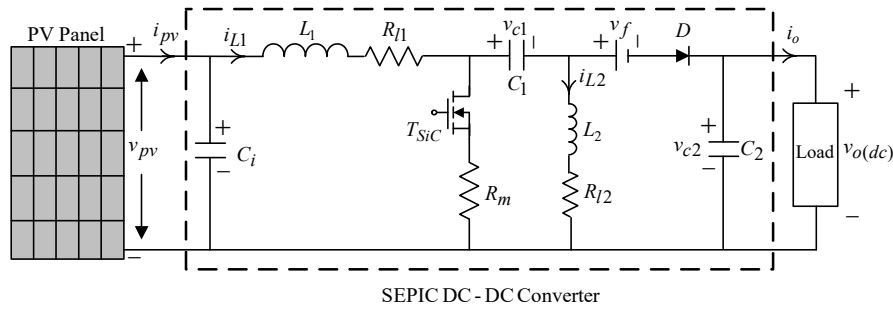 PV Panel
i_pv
i_L1
L_1
R_l1
v_c1
v_f
D
i_o
+
+
−
+
−
C_1
i_L2
v_pv
+
−
C_i
T_SiC
L_2
v_c2
+
−
C_2
Load
+
v_o(dc)
−
R_m
R_l2
−
SEPIC DC - DC Converter